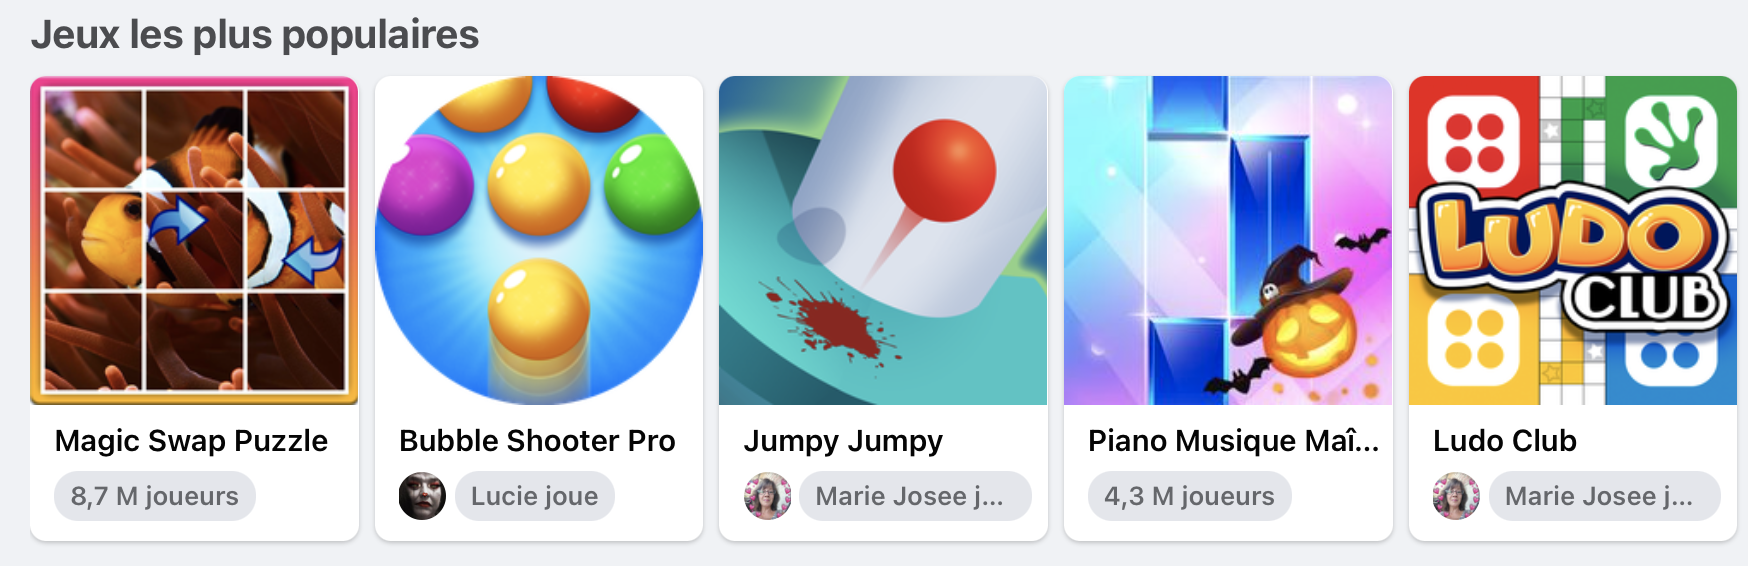 Jeux les plus populaires
LUDO
CLUB
Magic Swap Puzzle
Bubble Shooter Pro
Jumpy Jumpy
Piano Musique Maî...
Ludo Club
8,7 M joueurs
Lucie joue
Marie Josee j...
4,3 M joueurs
Marie Josee j...